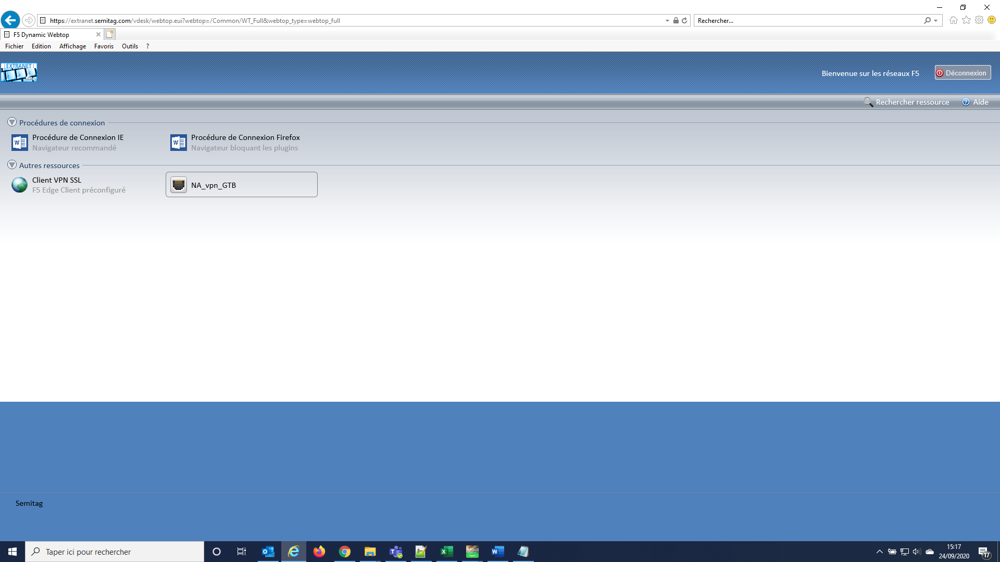 https://extranet.semitag.com/vdesk/webtop.eui?webtop=/Common/WT_Full&webtop_type=webtop_full
Rechercher...
F5 Dynamic Webtop
Fichier Edition Affichage Favoris Outils ?
EXTRANET
Bienvenue sur les réseaux F5
Déconnexion
Rechercher ressource
Aide
Procédures de connexion
Procédure de Connexion IE
Navigateur recommandé
Procédure de Connexion Firefox
Navigateur bloquant les plugins
Autres ressources
Client VPN SSL
F5 Edge Client préconfiguré
NA_vpn_GTB
Semitag
Taper ici pour rechercher
15:17
24/09/2020
17